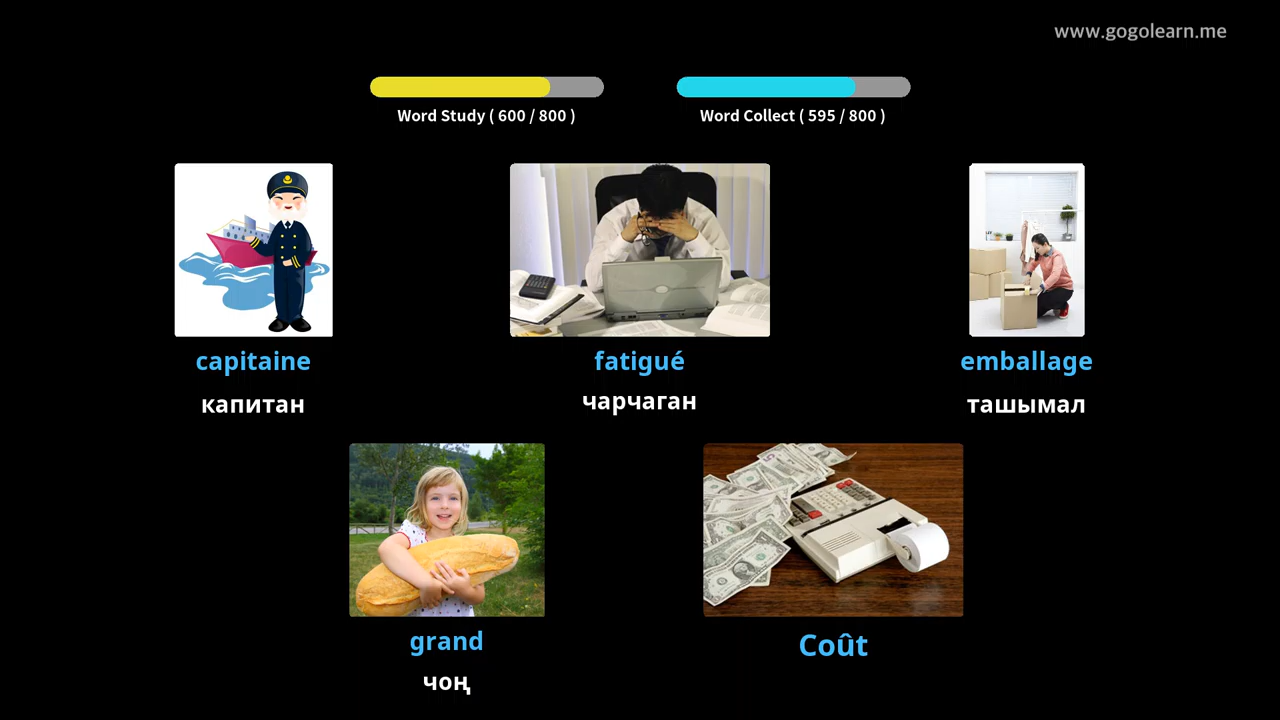 www.gogolearn.me
Word Study ( 600 / 800 )
Word Collect ( 595 / 800 )
capitaine
капитан
fatigué
чарчаган
emballage
ташымал
grand
чоң
Coût